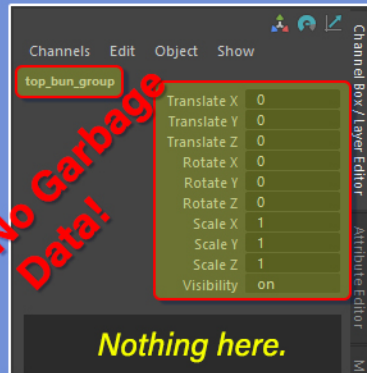 Channels Edit Object Show
top_bun_group
Translate X 0
Translate Y 0
Translate Z 0
Rotate X 0
Rotate Y 0
Rotate Z 0
Scale X 1
Scale Y 1
Scale Z 1
Visibility on
No Garbage
Data!
Nothing here.
Channel Box / Layer Editor
Attribute Editor
M